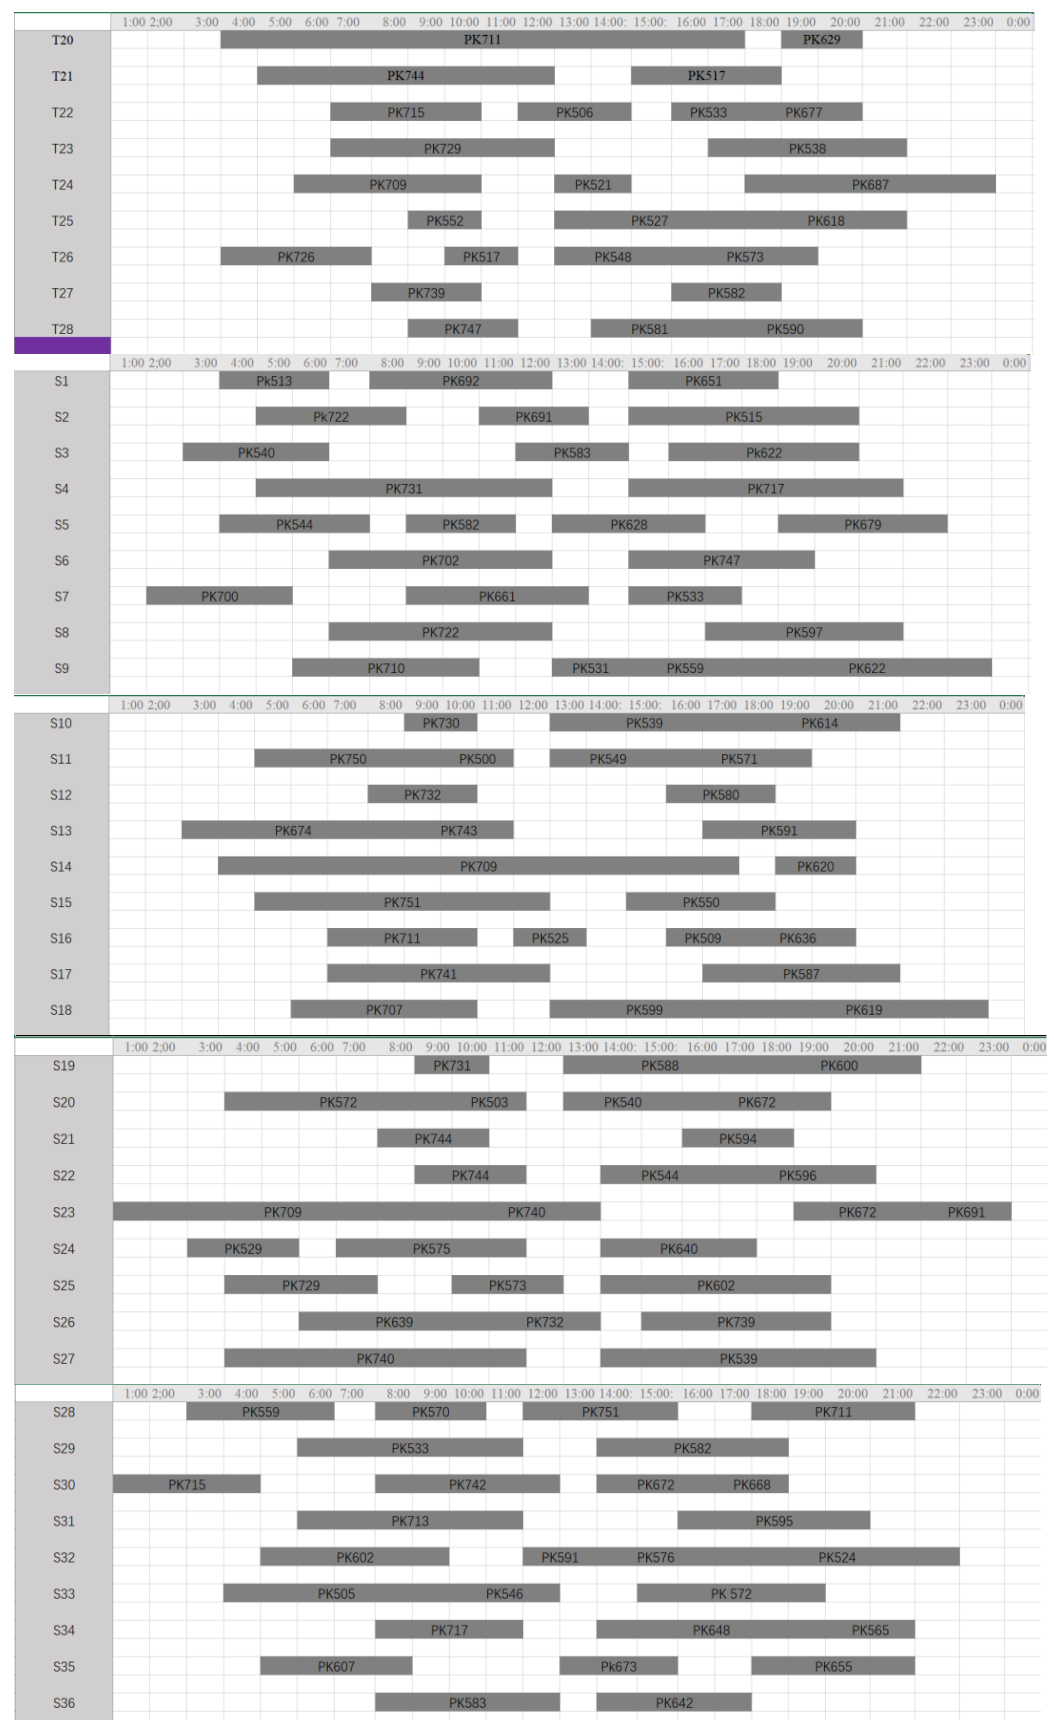 1:00 2;00 3:00 4:00 5:00 6:00 7:00 8:00 9:00 10:00 11:00 12:00 13:00 14:00: 15:00: 16:00 17:00 18:00 19:00 20:00 21:00 22:00 23:00 0:00
T20 PK711 PK629
T21 PK744 PK517
T22 PK715 PK506 PK533 PK677
T23 PK729 PK538
T24 PK709 PK521 PK687
T25 PK552 PK527 PK618
T26 PK726 PK517 PK548 PK573
T27 PK739 PK582
T28 PK747 PK581 PK590
1:00 2;00 3:00 4:00 5:00 6:00 7:00 8:00 9:00 10:00 11:00 12:00 13:00 14:00: 15:00: 16:00 17:00 18:00 19:00 20:00 21:00 22:00 23:00 0:00
S1 Pk513 PK692 PK651
S2 Pk722 PK691 PK515
S3 PK540 PK583 Pk622
S4 PK731 PK717
S5 PK544 PK582 PK628 PK679
S6 PK702 PK747
S7 PK700 PK661 PK533
S8 PK722 PK597
S9 PK710 PK531 PK559 PK622
1:00 2;00 3:00 4:00 5:00 6:00 7:00 8:00 9:00 10:00 11:00 12:00 13:00 14:00: 15:00: 16:00 17:00 18:00 19:00 20:00 21:00 22:00 23:00 0:00
S10 PK730 PK539 PK614
S11 PK750 PK500 PK549 PK571
S12 PK732 PK580
S13 PK674 PK743 PK591
S14 PK709 PK620
S15 PK751 PK550
S16 PK711 PK525 PK509 PK636
S17 PK741 PK587
S18 PK707 PK599 PK619
1:00 2;00 3:00 4:00 5:00 6:00 7:00 8:00 9:00 10:00 11:00 12:00 13:00 14:00: 15:00: 16:00 17:00 18:00 19:00 20:00 21:00 22:00 23:00 0:00
S19 PK731 PK588 PK600
S20 PK572 PK503 PK540 PK672
S21 PK744 PK594
S22 PK744 PK544 PK596
S23 PK709 PK740 PK672 PK691
S24 PK529 PK575 PK640
S25 PK729 PK573 PK602
S26 PK639 PK732 PK739
S27 PK740 PK539
1:00 2;00 3:00 4:00 5:00 6:00 7:00 8:00 9:00 10:00 11:00 12:00 13:00 14:00: 15:00: 16:00 17:00 18:00 19:00 20:00 21:00 22:00 23:00 0:00
S28 PK559 PK570 PK751 PK711
S29 PK533 PK582
S30 PK715 PK742 PK672 PK668
S31 PK713 PK595
S32 PK602 PK591 PK576 PK524
S33 PK505 PK546 PK 572
S34 PK717 PK648 PK565
S35 PK607 Pk673 PK655
S36 PK583 PK642